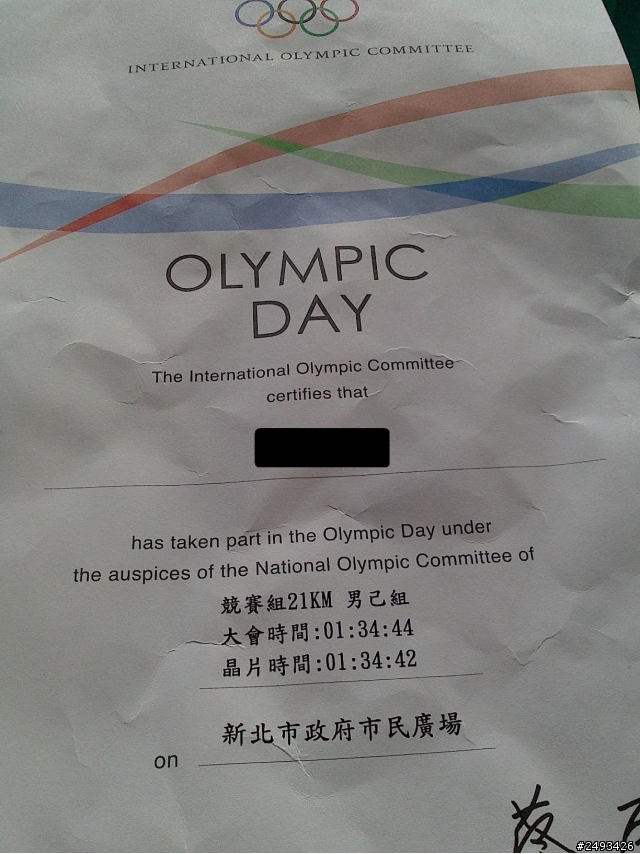 INTERNATIONAL OLYMPIC COMMITTEE
OLYMPIC
DAY
The International Olympic Committee
certifies that
has taken part in the Olympic Day under
the auspices of the National Olympic Committee of
競賽組21KM 男己組
大會時間:01:34:44
晶片時間:01:34:42
on 新北市政府市民廣場
#2493426